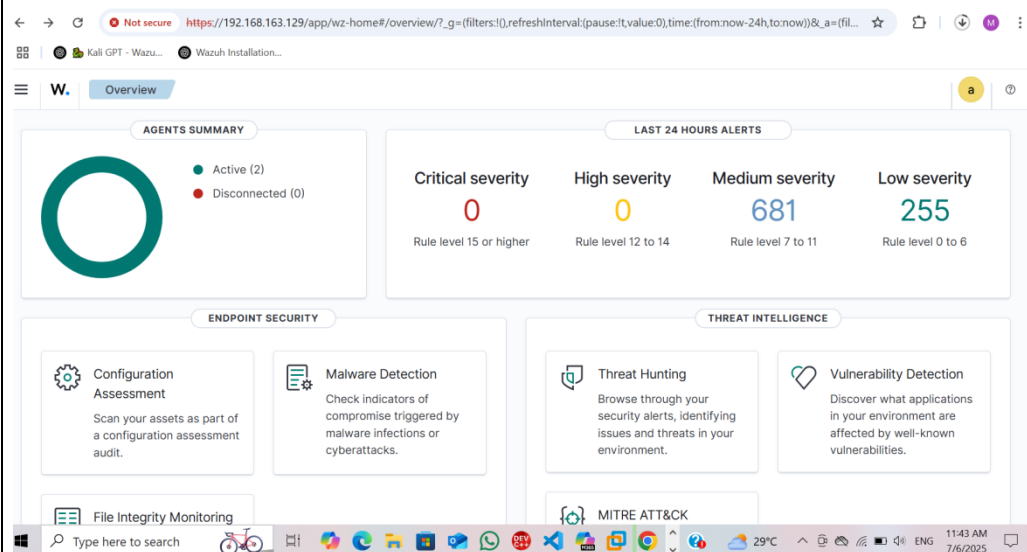 Not secure https://192.168.163.129/app/wz-home#/overview/?_g=(filters:!(),refreshInterval:(pause:!t,value:0),time:(from:now-24h,to:now))&_a=(fil...
M
Kali GPT - Wazu...
Wazuh Installation...
W. Overview
a
AGENTS SUMMARY
Active (2)
Disconnected (0)
LAST 24 HOURS ALERTS
Critical severity
0
Rule level 15 or higher
High severity
0
Rule level 12 to 14
Medium severity
681
Rule level 7 to 11
Low severity
255
Rule level 0 to 6
ENDPOINT SECURITY
Configuration
Assessment
Scan your assets as part of
a configuration assessment
audit.
Malware Detection
Check indicators of
compromise triggered by
malware infections or
cyberattacks.
File Integrity Monitoring
THREAT INTELLIGENCE
Threat Hunting
Browse through your
security alerts, identifying
issues and threats in your
environment.
Vulnerability Detection
Discover what applications
in your environment are
affected by well-known
vulnerabilities.
MITRE ATT&CK
Type here to search
DEV
C++
M365
29°C
ENG
11:43 AM
7/6/2025